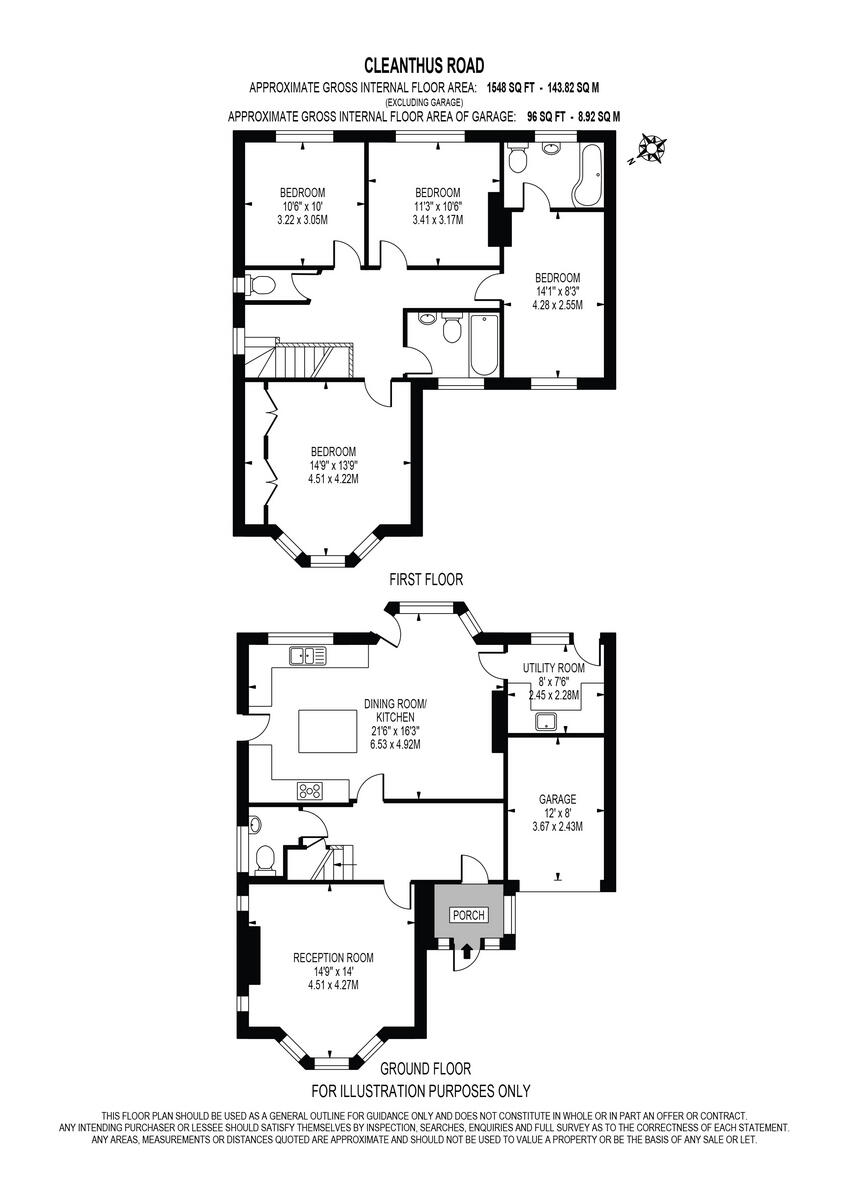 CLEANTHUS ROAD
APPROXIMATE GROSS INTERNAL FLOOR AREA: 1548 SQ FT - 143.82 SQ M
(EXCLUDING GARAGE)
APPROXIMATE GROSS INTERNAL FLOOR AREA OF GARAGE: 96 SQ FT - 8.92 SQ M
N
BEDROOM
10'6" x 10'
3.22 x 3.05M
BEDROOM
11'3" x 10'6"
3.41 x 3.17M
BEDROOM
14'1" x 8'3"
4.28 x 2.55M
BEDROOM
14'9" x 13'9"
4.51 x 4.22M
FIRST FLOOR
UTILITY ROOM
8' x 7'6"
2.45 x 2.28M
DINING ROOM/
KITCHEN
21'6" x 16'3"
6.53 x 4.92M
GARAGE
12' x 8'
3.67 x 2.43M
PORCH
RECEPTION ROOM
14'9" x 14'
4.51 x 4.27M
GROUND FLOOR
FOR ILLUSTRATION PURPOSES ONLY
THIS FLOOR PLAN SHOULD BE USED AS A GENERAL OUTLINE FOR GUIDANCE ONLY AND DOES NOT CONSTITUTE IN WHOLE OR IN PART AN OFFER OR CONTRACT.
ANY INTENDING PURCHASER OR LESSEE SHOULD SATISFY THEMSELVES BY INSPECTION, SEARCHES, ENQUIRIES AND FULL SURVEY AS TO THE CORRECTNESS OF EACH STATEMENT.
ANY AREAS, MEASUREMENTS OR DISTANCES QUOTED ARE APPROXIMATE AND SHOULD NOT BE USED TO VALUE A PROPERTY OR BE THE BASIS OF ANY SALE OR LET.